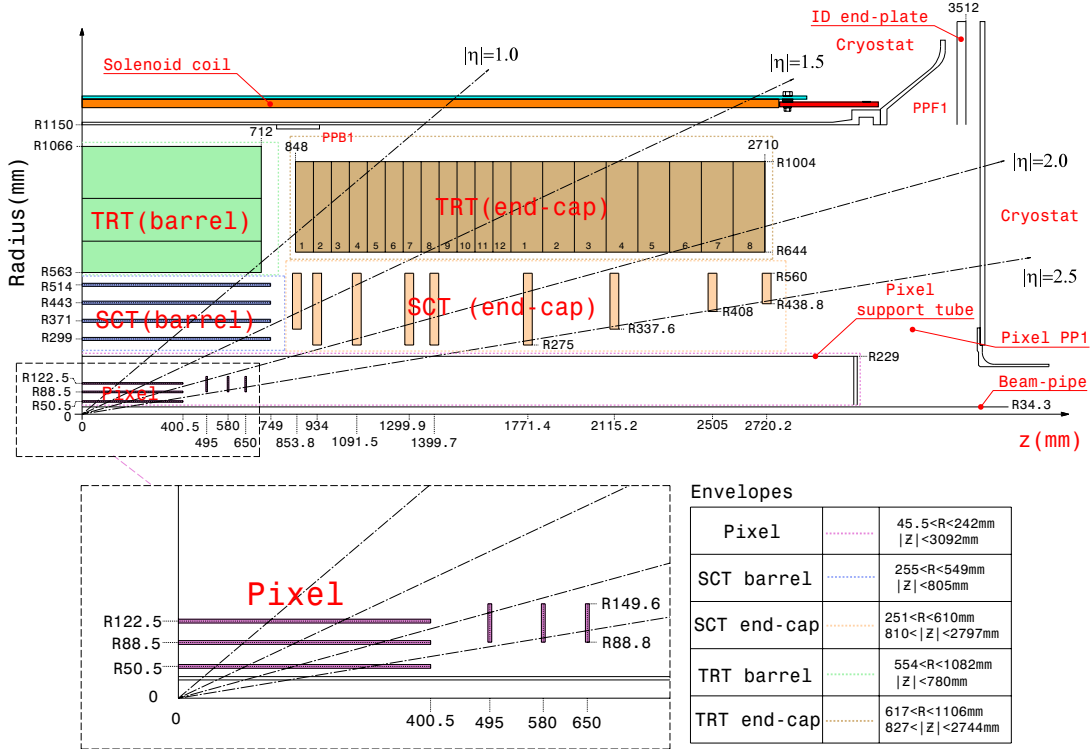 3512
ID end-plate
Cryostat
|η|=1.0
|η|=1.5
Solenoid coil
PPF1
R1150
712
PPB1
R1066
848
2710
R1004
|η|=2.0
Radius(mm)
TRT(barrel)
TRT(end-cap)
Cryostat
1 2 3 4 5 6 7 8 9 10 11 12 1 2 3 4 5 6 7 8
R644
R563
R514
R443
R371
R299
SCT(barrel)
SCT (end-cap)
R560
R438.8
R408
R337.6
R275
|η|=2.5
Pixel
support tube
Pixel PP1
R229
R122.5
R88.5
R50.5
0
Pixel
Beam-pipe
R34.3
0
400.5
495
580
650
749
853.8
934
1091.5
1299.9
1399.7
1771.4
2115.2
2505
2720.2
z(mm)
Pixel
R122.5
R88.5
R50.5
0
R149.6
R88.8
0
400.5
495
580
650
Envelopes
Pixel
45.5<R<242mm
|Z|<3092mm
SCT barrel
255<R<549mm
|Z|<805mm
SCT end-cap
251<R<610mm
810<|Z|<2797mm
TRT barrel
554<R<1082mm
|Z|<780mm
TRT end-cap
617<R<1106mm
827<|Z|<2744mm